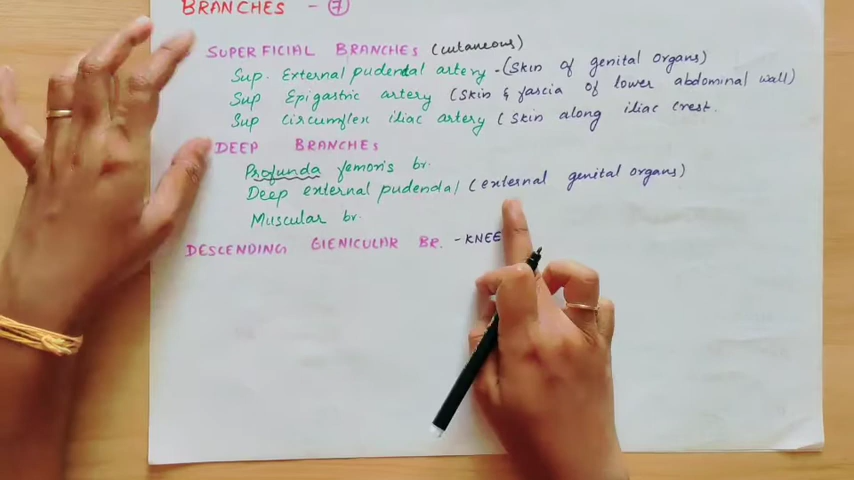 BRANCHES - 7
SUPERFICIAL BRANCHES (cutaneous)
Sup. External pudental artery - (Skin of genital organs)
Sup Epigastric artery (Skin & fascia of lower abdominal wall)
Sup Circumflex iliac artery (Skin along iliac crest.
DEEP BRANCHES
Profunda femoris br.
Deep external pudendal (external genital organs)
Muscular br.
DESCENDING GIENICULAR BR. - KNEE